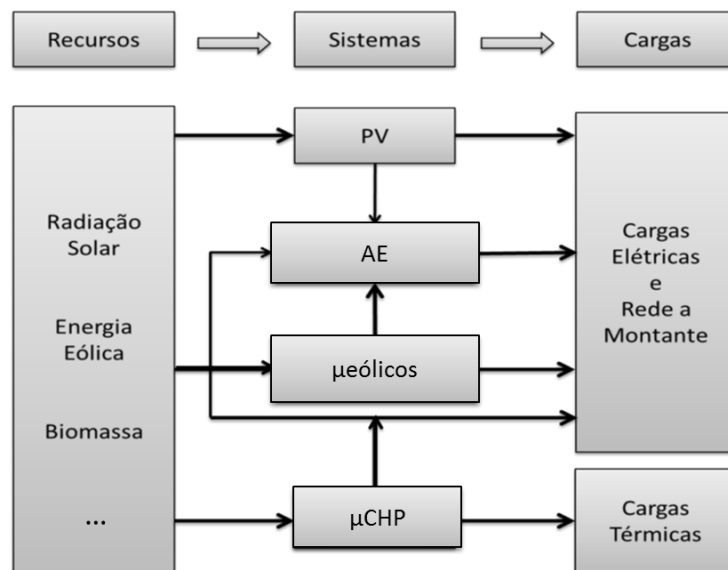 Recursos
Sistemas
Cargas
Radiação
Solar
Energia
Eólica
Biomassa
...
PV
AE
µeólicos
µCHP
Cargas
Elétricas
e
Rede a
Montante
Cargas
Térmicas